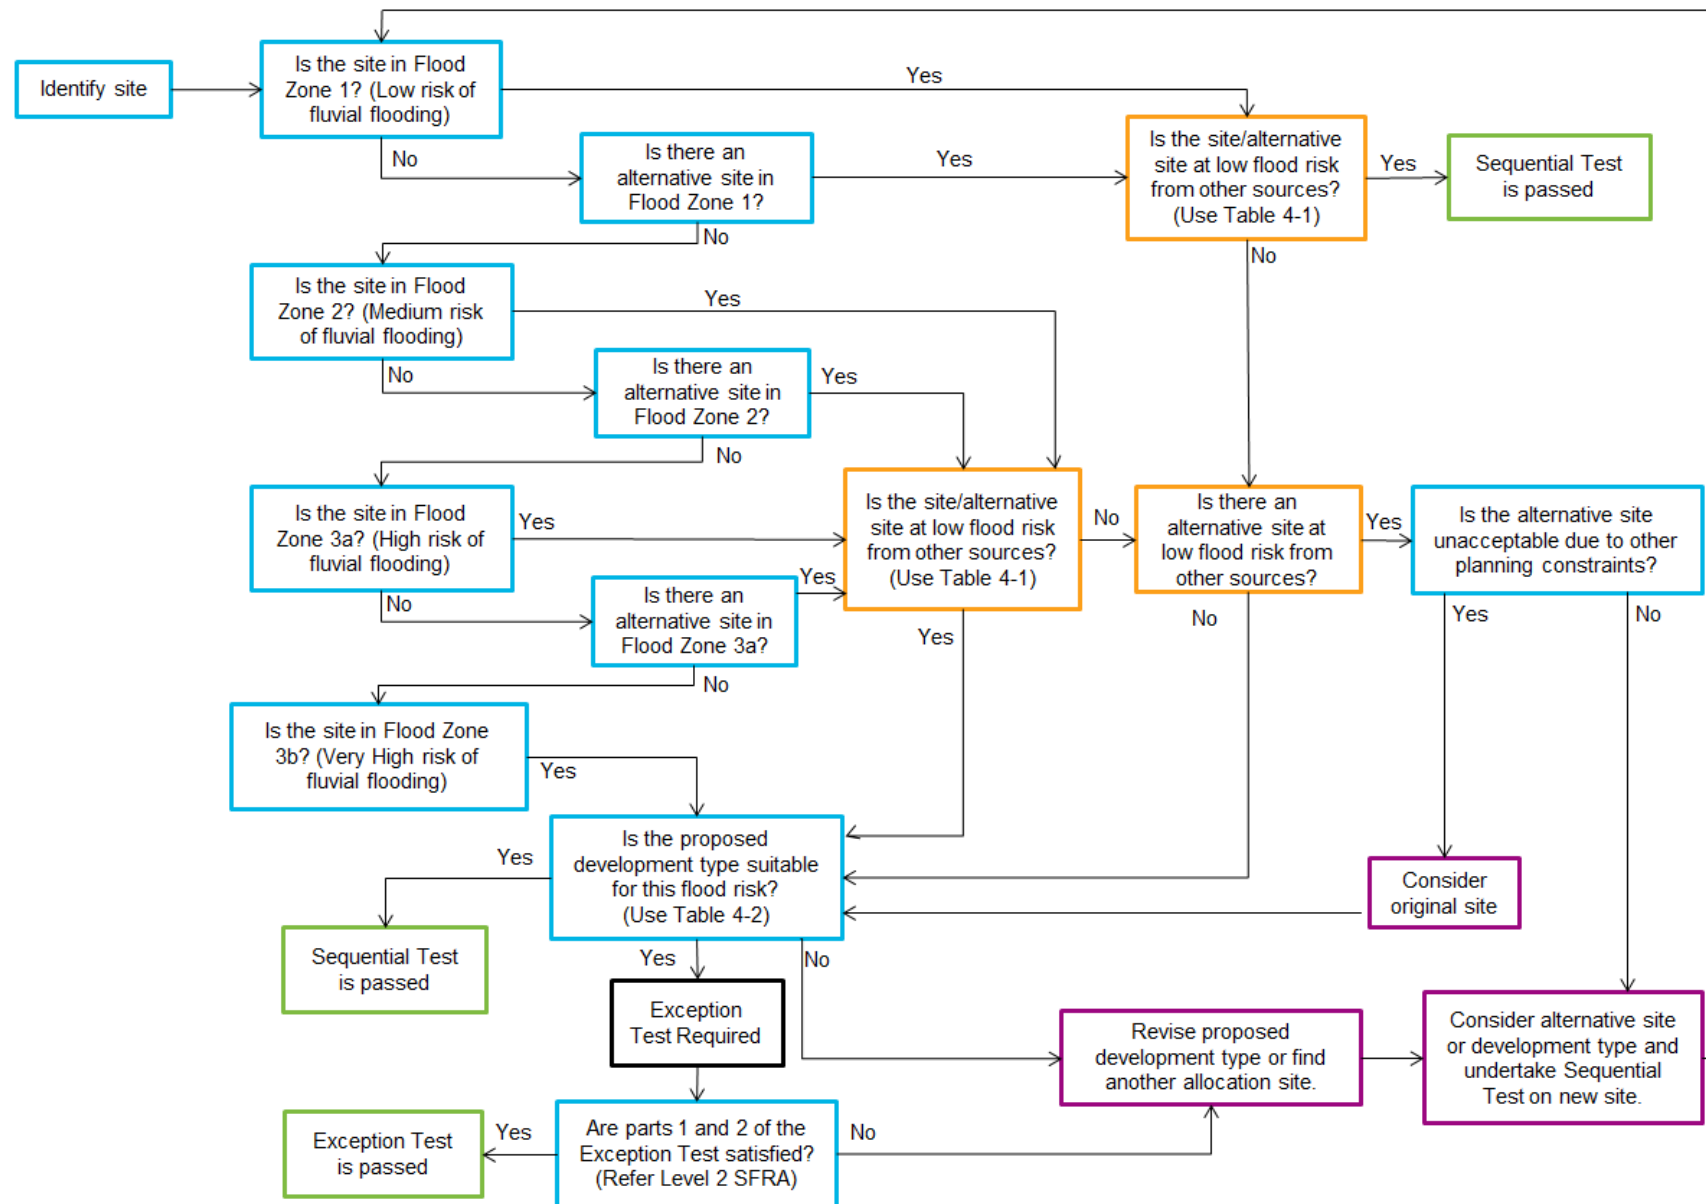 Identify site
Is the site in Flood
Zone 1? (Low risk of
fluvial flooding)
Yes
No
Is there an
alternative site in
Flood Zone 1?
Yes
Is the site/alternative
site at low flood risk
from other sources?
(Use Table 4-1)
Yes
Sequential Test
is passed
No
No
Is the site in Flood
Zone 2? (Medium risk
of fluvial flooding)
Yes
No
Is there an
alternative site in
Flood Zone 2?
Yes
No
Is the site in Flood
Zone 3a? (High risk of
fluvial flooding)
Yes
Is the site/alternative
site at low flood risk
from other sources?
(Use Table 4-1)
No
Is there an
alternative site at
low flood risk from
other sources?
Yes
Is the alternative site
unacceptable due to other
planning constraints?
No
Is there an
alternative site in
Flood Zone 3a?
Yes
Yes
No
Yes
No
No
Is the site in Flood Zone
3b? (Very High risk of
fluvial flooding)
Yes
Is the proposed
development type suitable
for this flood risk?
(Use Table 4-2)
Yes
Consider
original site
Sequential Test
is passed
Yes
No
Exception
Test Required
Revise proposed
development type or find
another allocation site.
Consider alternative site
or development type and
undertake Sequential
Test on new site.
Are parts 1 and 2 of the
Exception Test satisfied?
(Refer Level 2 SFRA)
Yes
No
Exception Test
is passed